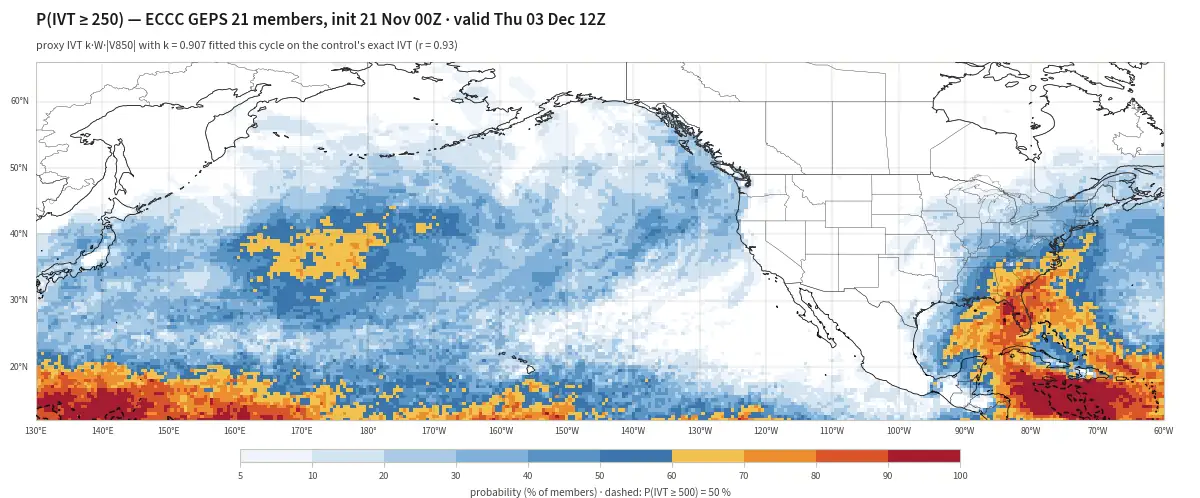 P(IVT ≥ 250) — ECCC GEPS 21 members, init 21 Nov 00Z · valid Thu 03 Dec 12Z
proxy IVT k·W·|V850| with k = 0.907 fitted this cycle on the control's exact IVT (r = 0.93)
60°N
50°N
40°N
30°N
20°N
130°E 140°E 150°E 160°E 170°E 180° 170°W 160°W 150°W 140°W 130°W 120°W 110°W 100°W 90°W 80°W 70°W 60°W
5 10 20 30 40 50 60 70 80 90 100
probability (% of members) · dashed: P(IVT ≥ 500) = 50 %